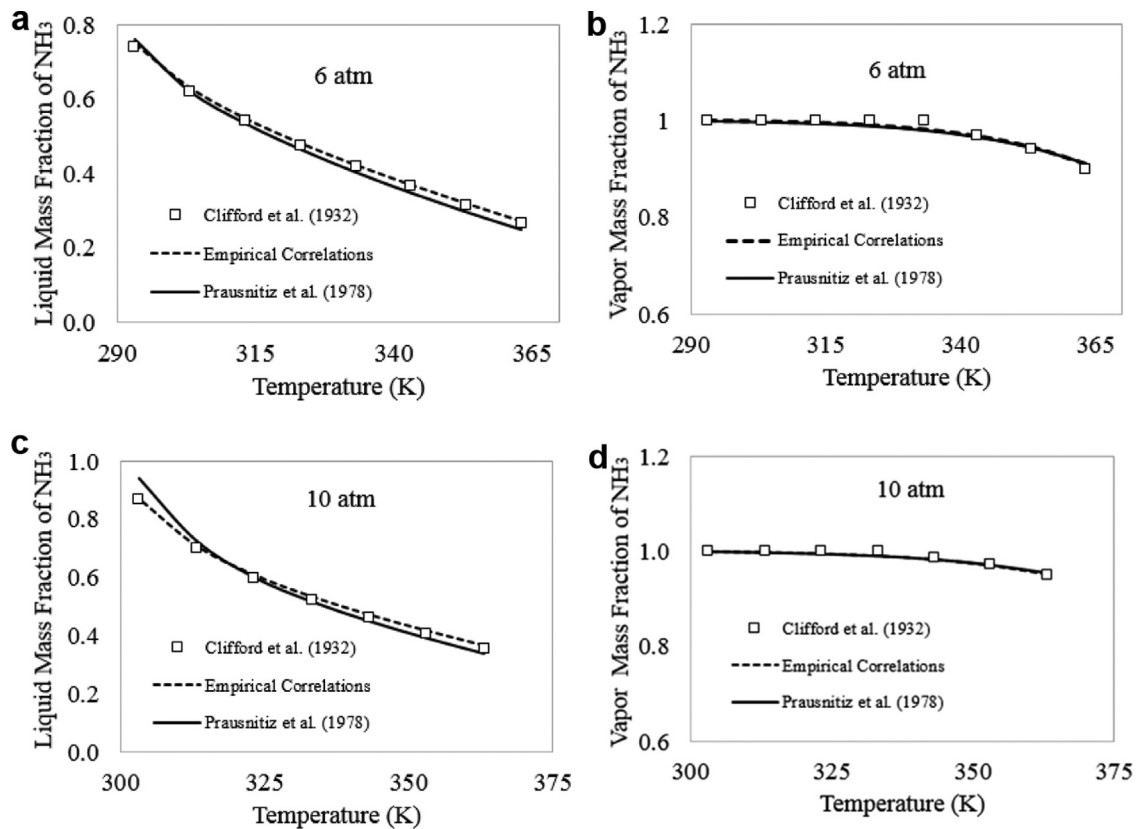 a
Liquid Mass Fraction of NH3
0.8
0.6
0.4
0.2
0.0
6 atm
Clifford et al. (1932)
Empirical Correlations
Prausnitiz et al. (1978)
290
315
340
365
Temperature (K)
b
Vapor Mass Fraction of NH3
1.2
1
0.8
0.6
6 atm
Clifford et al. (1932)
Empirical Correlations
Prausnitiz et al. (1978)
290
315
340
365
Temperature (K)
c
Liquid Mass Fraction of NH3
1.0
0.8
0.6
0.4
0.2
0.0
10 atm
Clifford et al. (1932)
Empirical Correlations
Prausnitiz et al. (1978)
300
325
350
375
Temperature (K)
d
Vapor Mass Fraction of NH3
1.2
1.0
0.8
0.6
10 atm
Clifford et al. (1932)
Empirical Correlations
Prausnitiz et al. (1978)
300
325
350
375
Temperature (K)